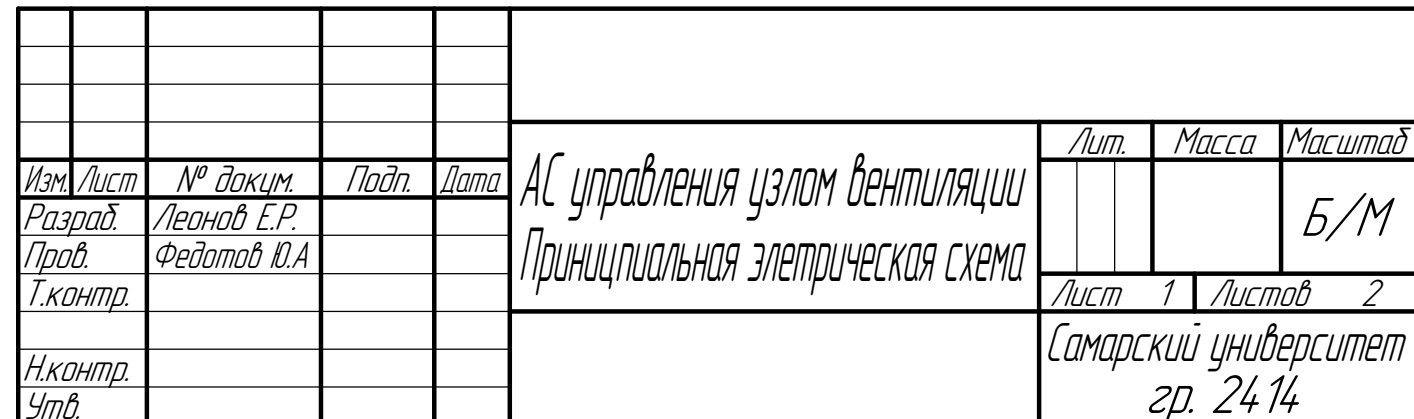 Лит. Масса Масштаб
Изм. Лист № докум. Подп. Дата
АС управления узлом вентиляции
Приницпиальная элетрическая схема
Б/М
Разраб. Леонов Е.Р.
Пров. Федотов Ю.А
Т.контр.
Лист 1 Листов 2
Н.контр.
Утв.
Самарский университет
гр. 2414